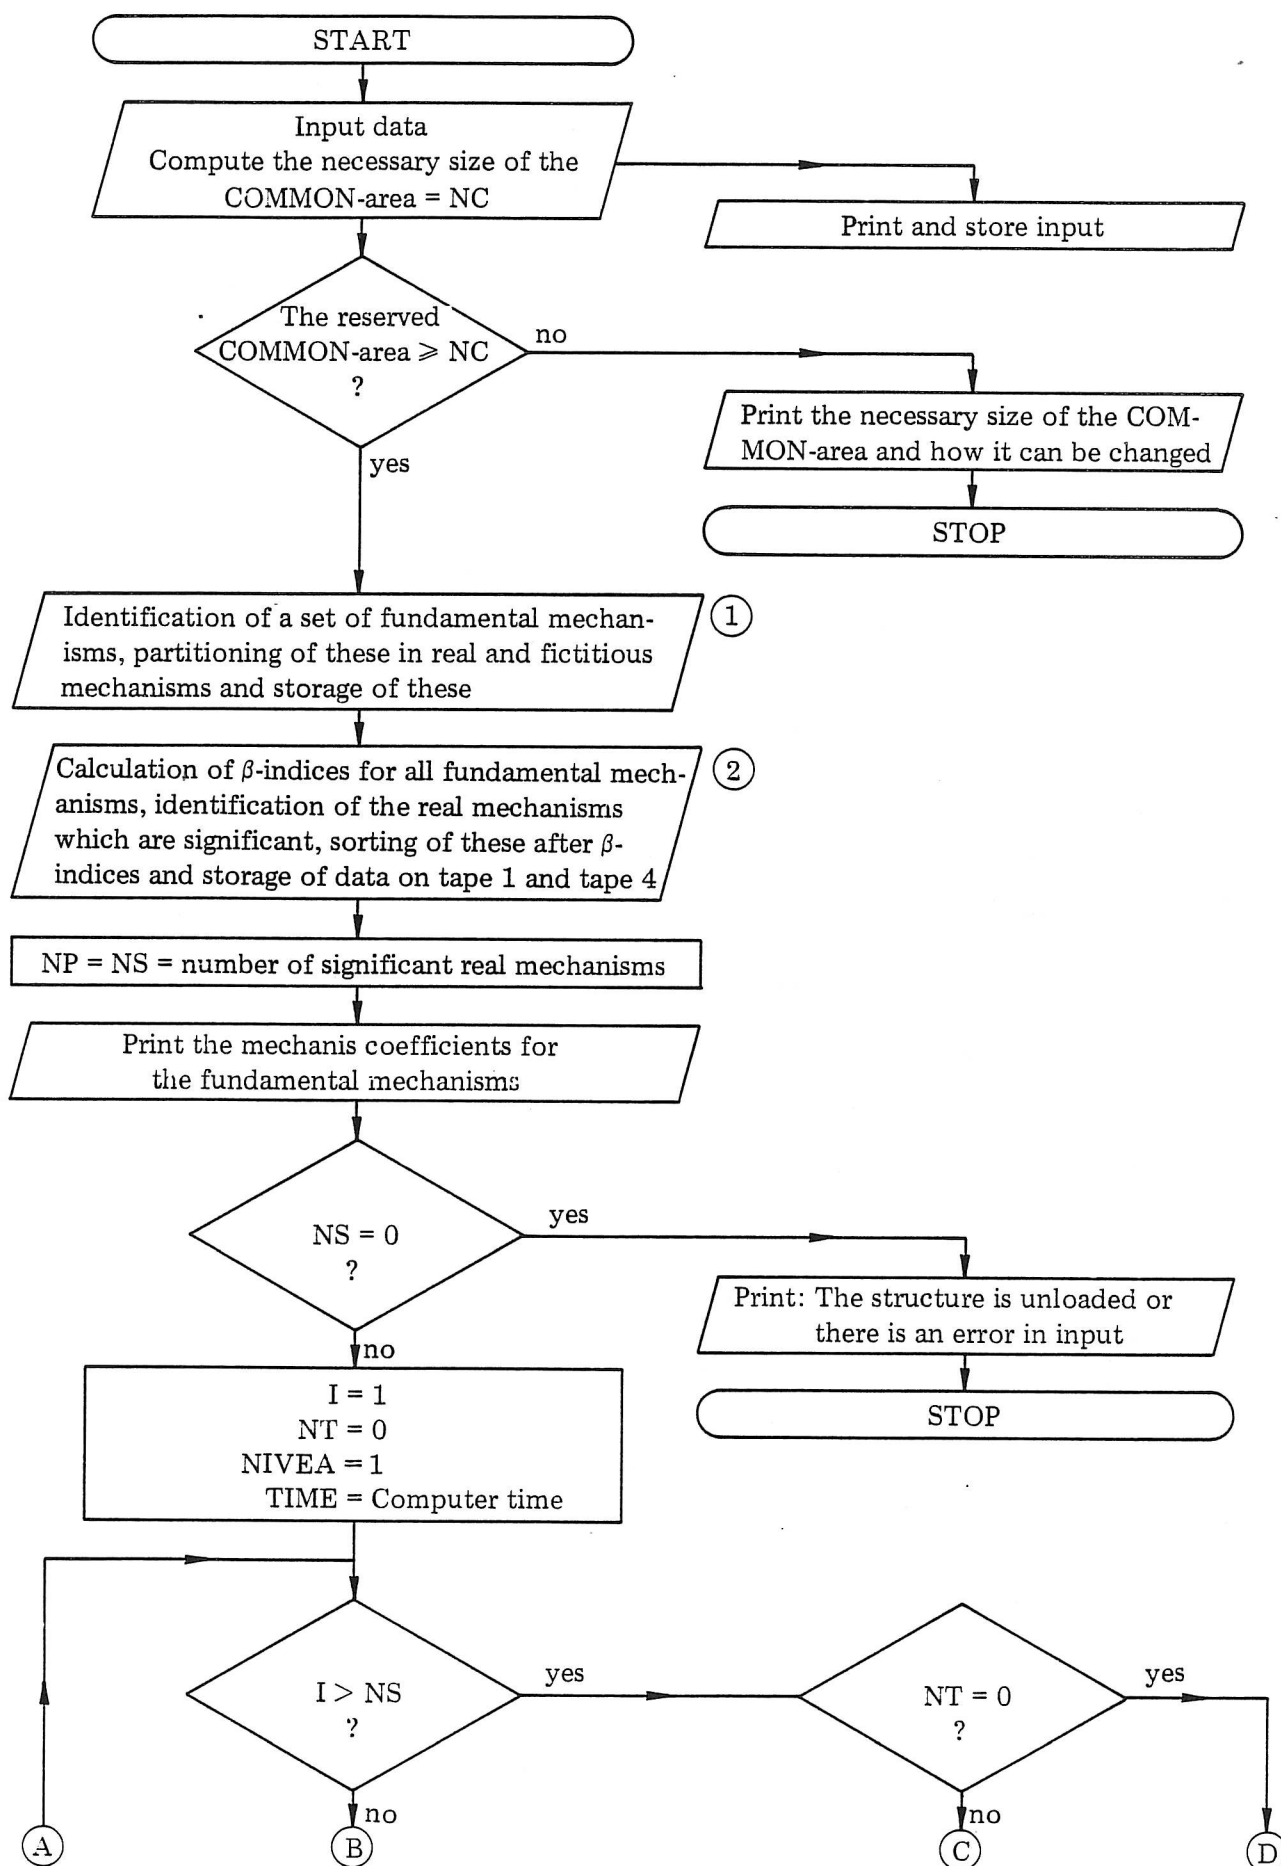 START
Input data
Compute the necessary size of the
COMMON-area = NC
Print and store input
The reserved
COMMON-area ⩾ NC
?
no
yes
Print the necessary size of the COM-
MON-area and how it can be changed
STOP
Identification of a set of fundamental mechan-
isms, partitioning of these in real and fictitious
mechanisms and storage of these
1
Calculation of β-indices for all fundamental mech-
anisms, identification of the real mechanisms
which are significant, sorting of these after β-
indices and storage of data on tape 1 and tape 4
2
NP = NS = number of significant real mechanisms
Print the mechanis coefficients for
the fundamental mechanisms
NS = 0
?
yes
no
Print: The structure is unloaded or
there is an error in input
STOP
I = 1
NT = 0
NIVEA = 1
TIME = Computer time
I > NS
?
yes
no
NT = 0
?
yes
no
A
B
C
D